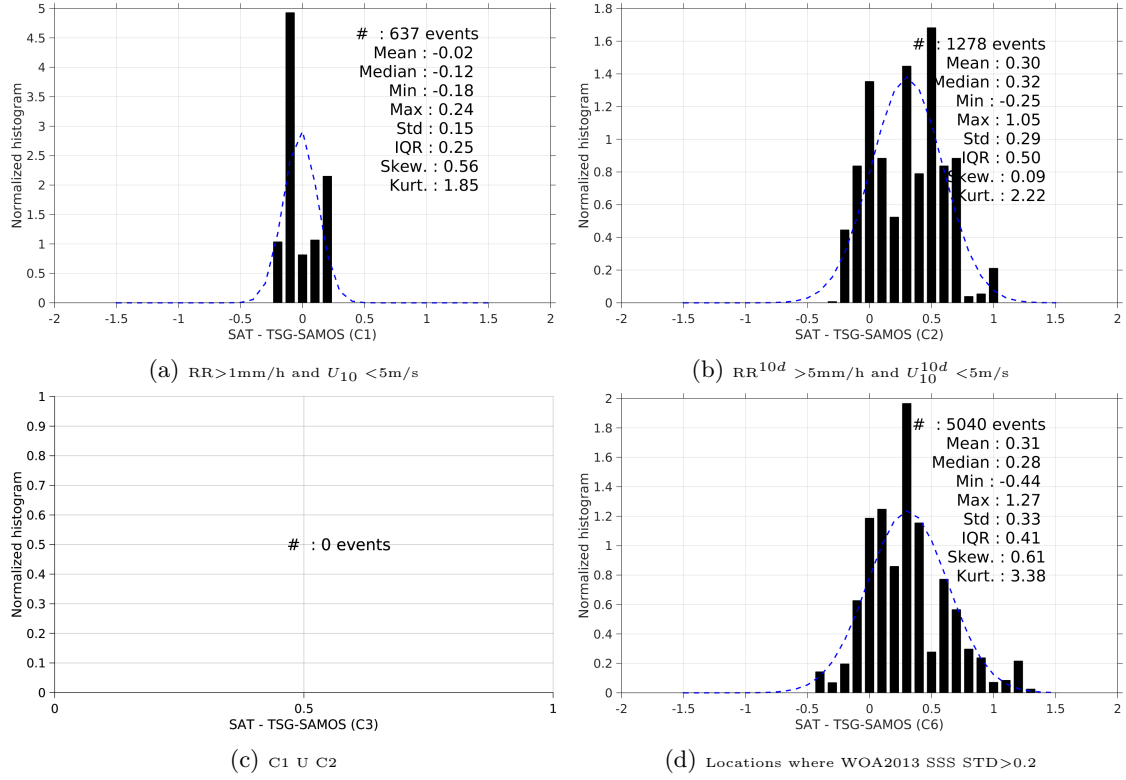 5
4.5
4
3.5
3
2.5
2
1.5
1
0.5
0
-2 -1.5 -1 -0.5 0 0.5 1 1.5 2
Normalized histogram
SAT - TSG-SAMOS (C1)
# : 637 events
Mean : -0.02
Median : -0.12
Min : -0.18
Max : 0.24
Std : 0.15
IQR : 0.25
Skew. : 0.56
Kurt. : 1.85
(a) RR>1mm/h and U10 <5m/s
1.8
1.6
1.4
1.2
1
0.8
0.6
0.4
0.2
0
-2 -1.5 -1 -0.5 0 0.5 1 1.5 2
Normalized histogram
SAT - TSG-SAMOS (C2)
# : 1278 events
Mean : 0.30
Median : 0.32
Min : -0.25
Max : 1.05
Std : 0.29
IQR : 0.50
Skew. : 0.09
Kurt. : 2.22
(b) RR10d >5mm/h and U10d10 <5m/s
1
0.9
0.8
0.7
0.6
0.5
0.4
0.3
0.2
0.1
0
0 0.5 1
Normalized histogram
SAT - TSG-SAMOS (C3)
# : 0 events
(c) C1 U C2
2
1.8
1.6
1.4
1.2
1
0.8
0.6
0.4
0.2
0
-2 -1.5 -1 -0.5 0 0.5 1 1.5 2
Normalized histogram
SAT - TSG-SAMOS (C6)
# : 5040 events
Mean : 0.31
Median : 0.28
Min : -0.44
Max : 1.27
Std : 0.33
IQR : 0.41
Skew. : 0.61
Kurt. : 3.38
(d) Locations where WOA2013 SSS STD>0.2